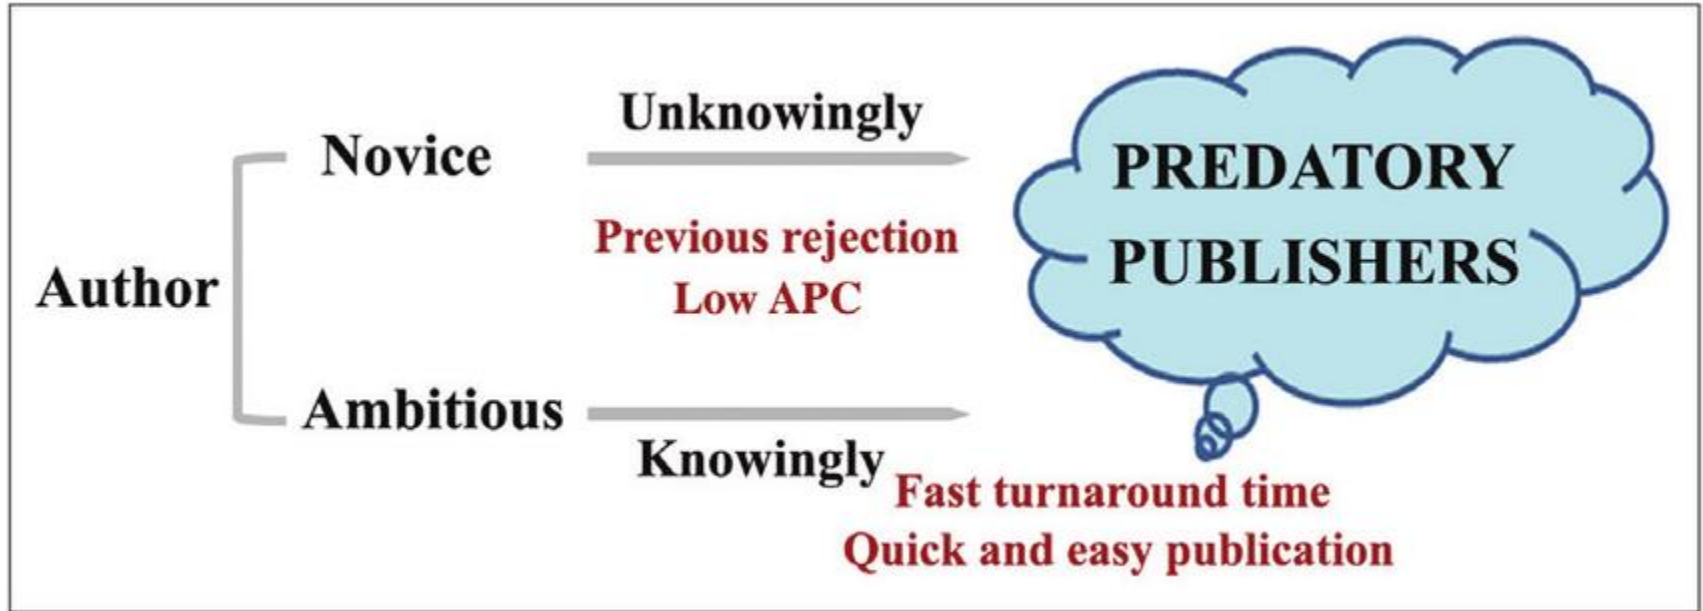 Author
Novice
Unknowingly
Previous rejection
Low APC
Ambitious
Knowingly
Fast turnaround time
Quick and easy publication
PREDATORY
PUBLISHERS